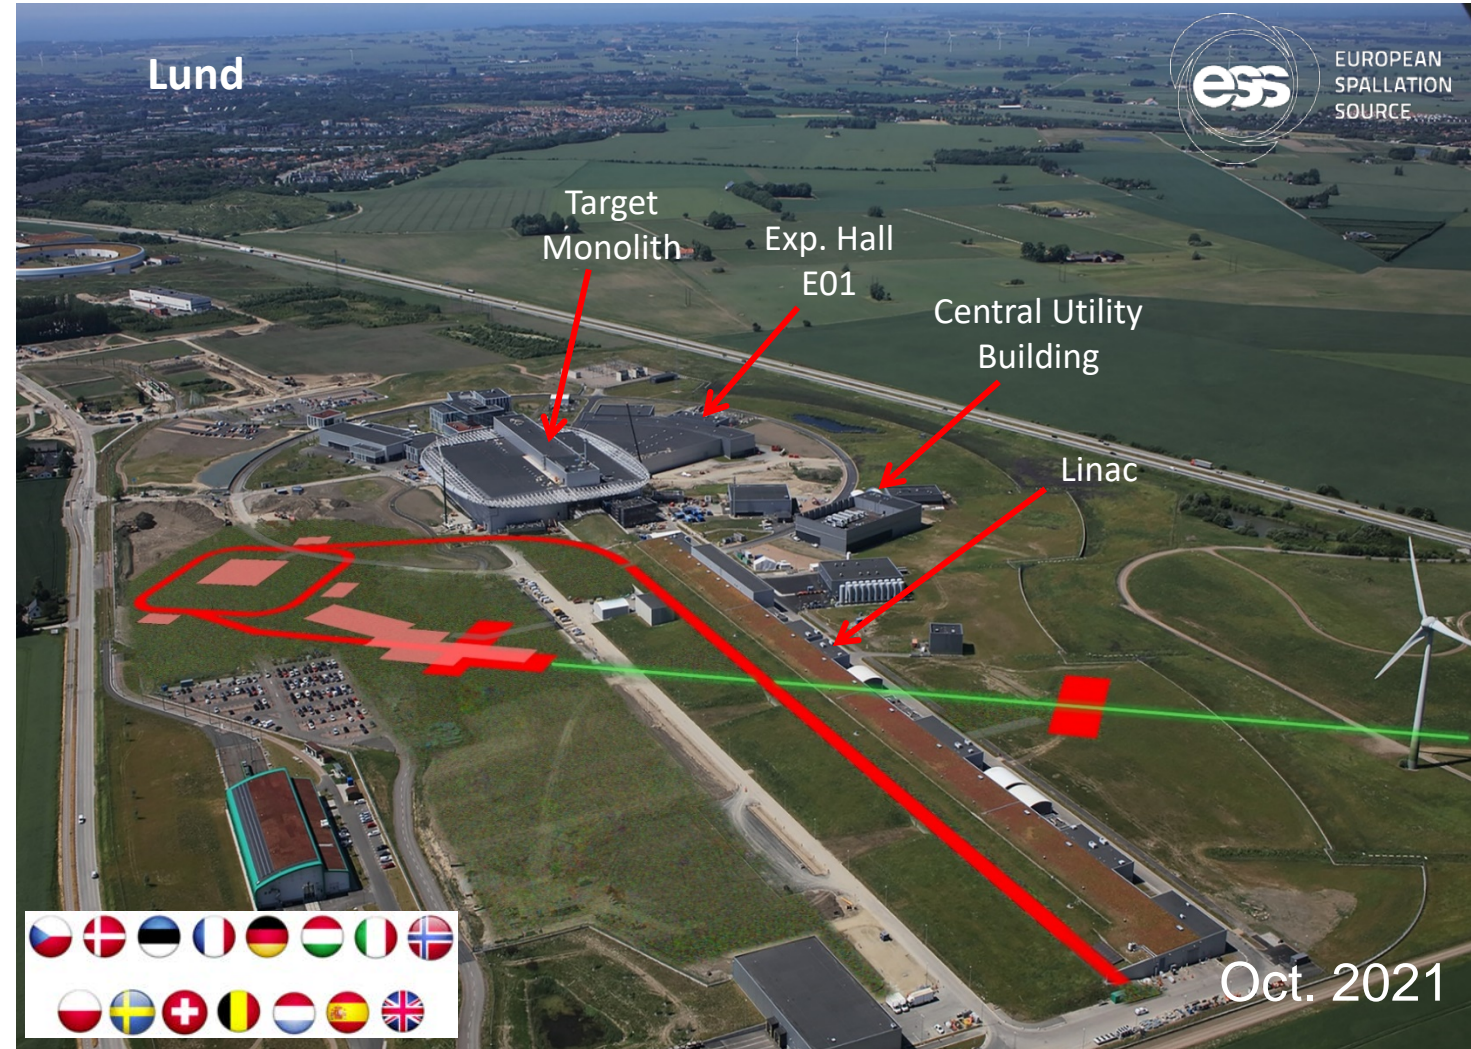 Lund
ess
EUROPEAN
SPALLATION
SOURCE
Target
Monolith
Exp. Hall
E01
Central Utility
Building
Linac
Oct. 2021